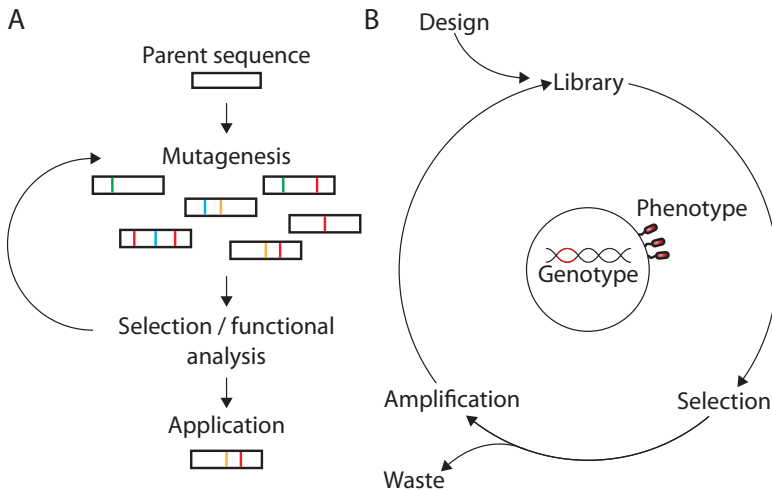 A
Parent sequence
Mutagenesis
Selection / functional
analysis
Application
B
Design
Library
Phenotype
Genotype
Amplification
Selection
Waste